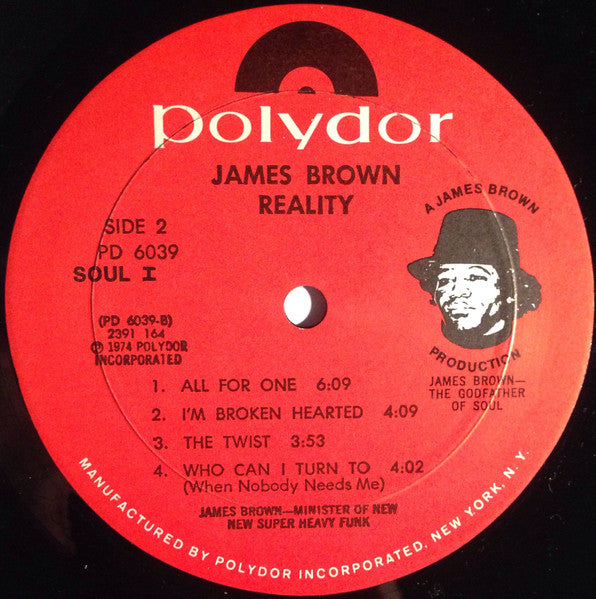 polydor
JAMES BROWN
REALITY
SIDE 2
PD 6039
SOUL I
(PD 6039-B)
2391 164
℗ 1974 POLYDOR
INCORPORATED
A JAMES BROWN
PRODUCTION
JAMES BROWN—
THE GODFATHER
OF SOUL
1. ALL FOR ONE 6:09
2. I'M BROKEN HEARTED 4:09
3. THE TWIST 3:53
4. WHO CAN I TURN TO 4:02
(When Nobody Needs Me)
JAMES BROWN—MINISTER OF NEW
NEW SUPER HEAVY FUNK
MANUFACTURED BY POLYDOR INCORPORATED, NEW YORK, N.Y.